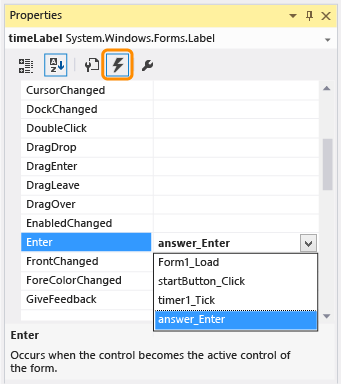 Properties
timeLabel System.Windows.Forms.Label
A
Z
CursorChanged
DockChanged
DoubleClick
DragDrop
DragEnter
DragLeave
DragOver
EnabledChanged
Enter answer_Enter
FrontChanged Form1_Load
ForeColorChanged startButton_Click
GiveFeedback timer1_Tick
answer_Enter
Enter
Occurs when the control becomes the active control of
the form.